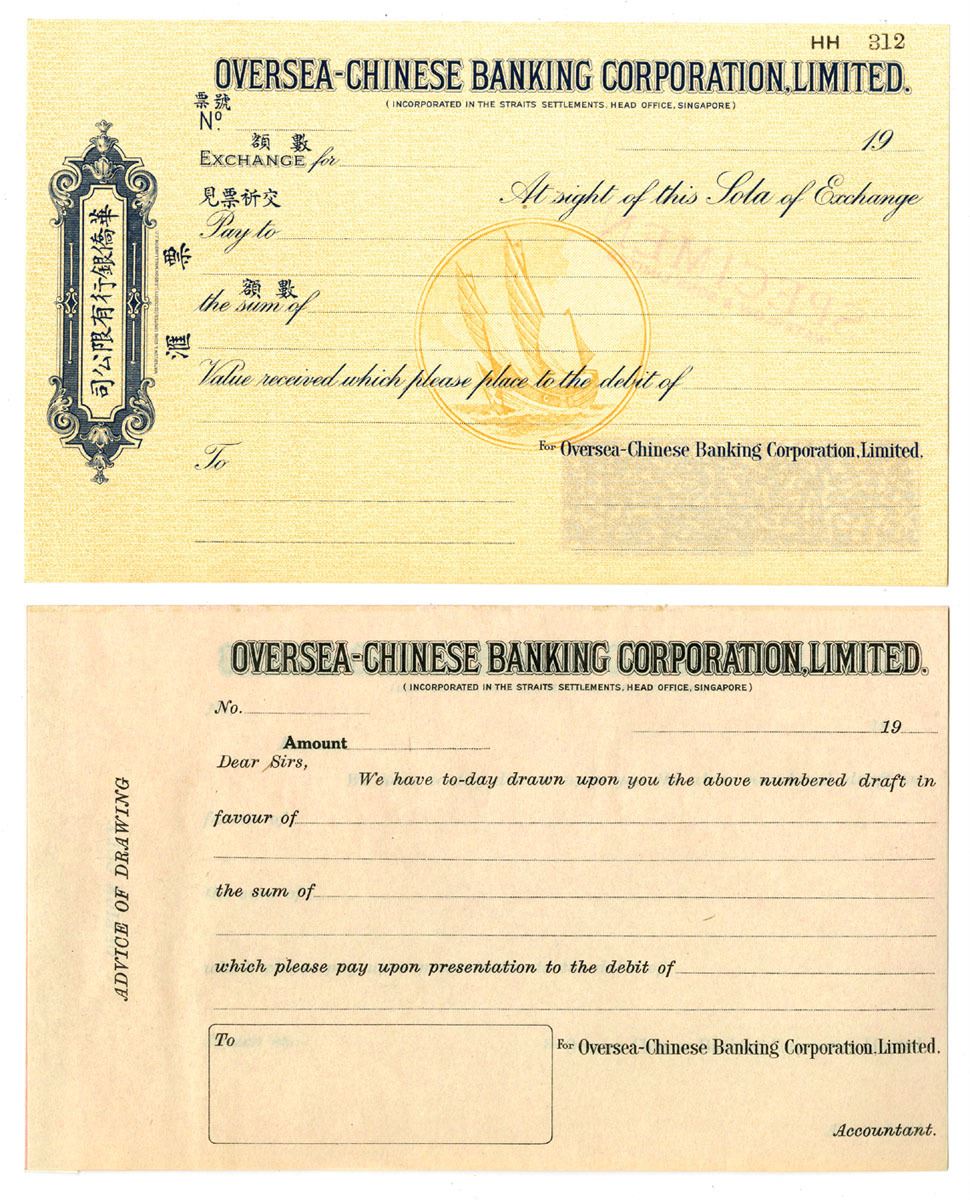 HH 312
OVERSEA-CHINESE BANKING CORPORATION, LIMITED.
(INCORPORATED IN THE STRAITS SETTLEMENTS. HEAD OFFICE, SINGAPORE)
票號
No.
19
額數
EXCHANGE for
見票祈交
At sight of this Sola of Exchange
Pay to
額數
the sum of
Value received which please place to the debit of
For Oversea-Chinese Banking Corporation, Limited.
To
華僑銀行有限公司
匯票
SPECIMEN
OVERSEA-CHINESE BANKING CORPORATION, LIMITED.
(INCORPORATED IN THE STRAITS SETTLEMENTS. HEAD OFFICE, SINGAPORE)
No.
19
Amount
Dear Sirs,
We have to-day drawn upon you the above numbered draft in
favour of
the sum of
which please pay upon presentation to the debit of
To
For Oversea-Chinese Banking Corporation, Limited.
Accountant.
ADVICE OF DRAWING